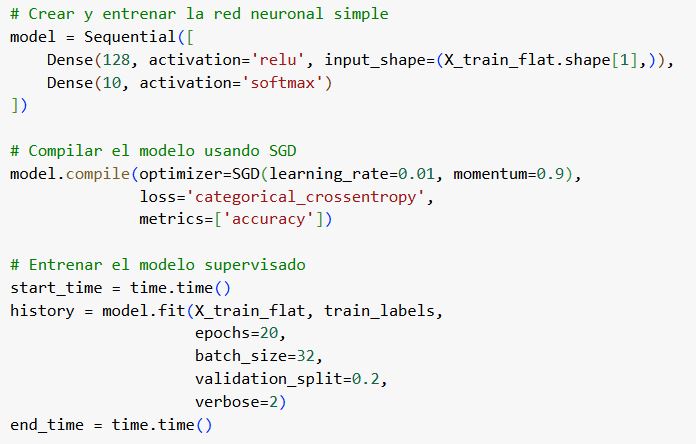 # Crear y entrenar la red neuronal simple
model = Sequential([
    Dense(128, activation='relu', input_shape=(X_train_flat.shape[1],)),
    Dense(10, activation='softmax')
])

# Compilar el modelo usando SGD
model.compile(optimizer=SGD(learning_rate=0.01, momentum=0.9),
              loss='categorical_crossentropy',
              metrics=['accuracy'])

# Entrenar el modelo supervisado
start_time = time.time()
history = model.fit(X_train_flat, train_labels,
                    epochs=20,
                    batch_size=32,
                    validation_split=0.2,
                    verbose=2)
end_time = time.time()